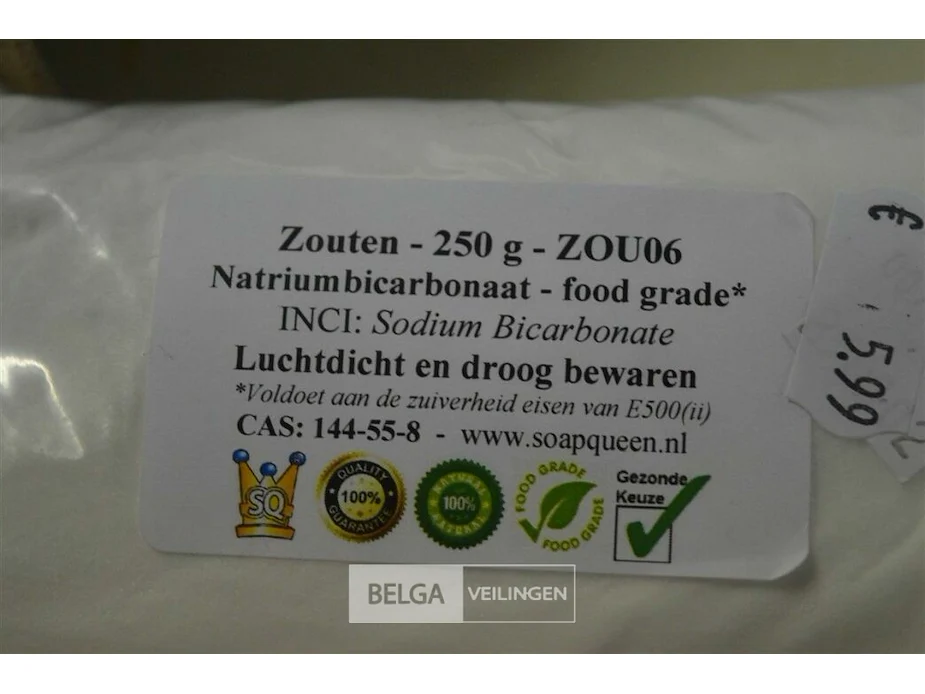 Zouten - 250 g - ZOU06
Natriumbicarbonaat - food grade*
INCI: Sodium Bicarbonate
Luchtdicht en droog bewaren
*Voldoet aan de zuiverheid eisen van E500(ii)
CAS: 144-55-8 - www.soapqueen.nl
SQ
QUALITY
100%
GUARANTEE
100%
FOOD GRADE
FOOD GRADE
Gezonde
Keuze
€ 5.99
BELGA VEILINGEN